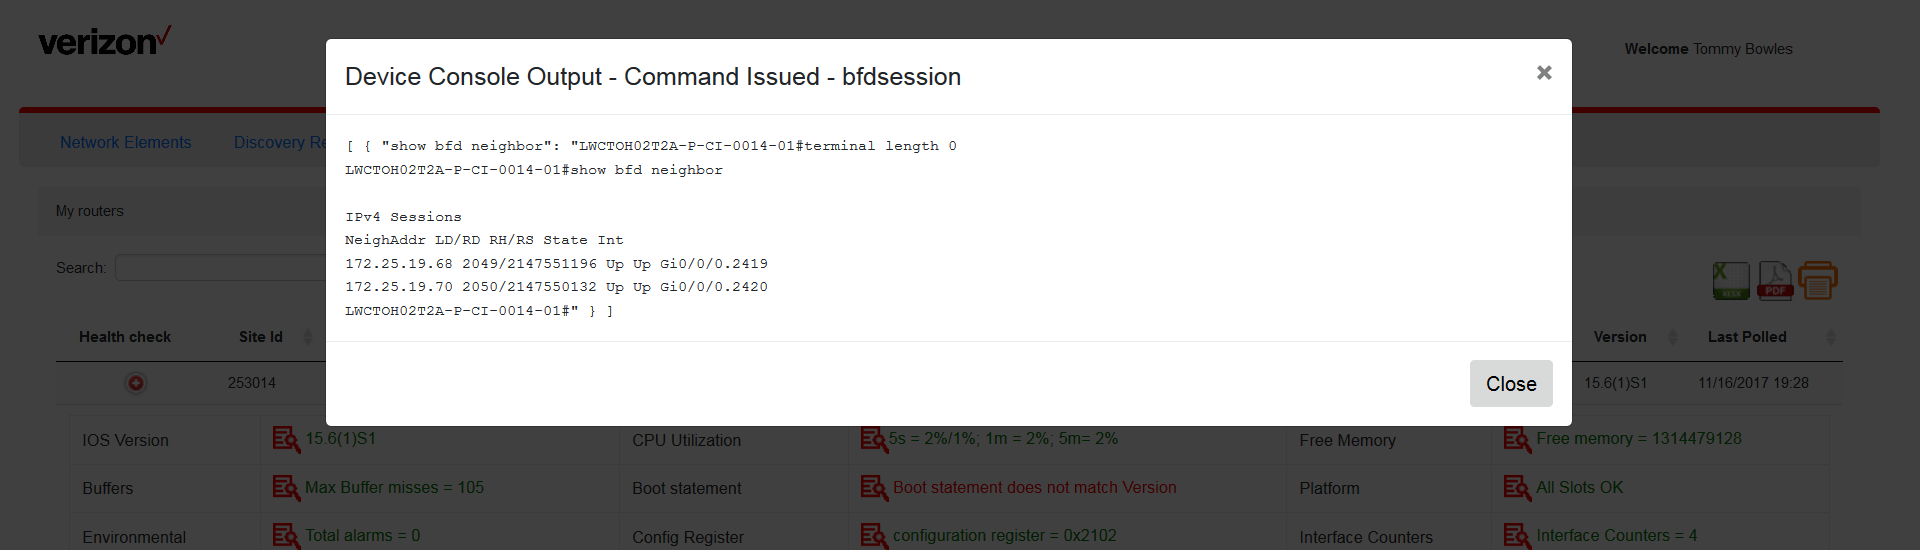 verizon
Welcome Tommy Bowles
Device Console Output - Command Issued - bfdsession
Network Elements
Discovery Re
[ { "show bfd neighbor": "LWCTOH02T2A-P-CI-0014-01#terminal length 0
LWCTOH02T2A-P-CI-0014-01#show bfd neighbor
My routers
IPv4 Sessions
NeighAddr LD/RD RH/RS State Int
172.25.19.68 2049/2147551196 Up Up Gi0/0/0.2419
172.25.19.70 2050/2147550132 Up Up Gi0/0/0.2420
LWCTOH02T2A-P-CI-0014-01#" } ]
Search:
PDF
Health check Site Id Version Last Polled
253014 15.6(1)S1 11/16/2017 19:28
Close
IOS Version 15.6(1)S1 CPU Utilization 5s = 2%/1%; 1m = 2%; 5m= 2% Free Memory Free memory = 1314479128
Buffers Max Buffer misses = 105 Boot statement Boot statement does not match Version Platform All Slots OK
Environmental Total alarms = 0 Config Register configuration register = 0x2102 Interface Counters Interface Counters = 4